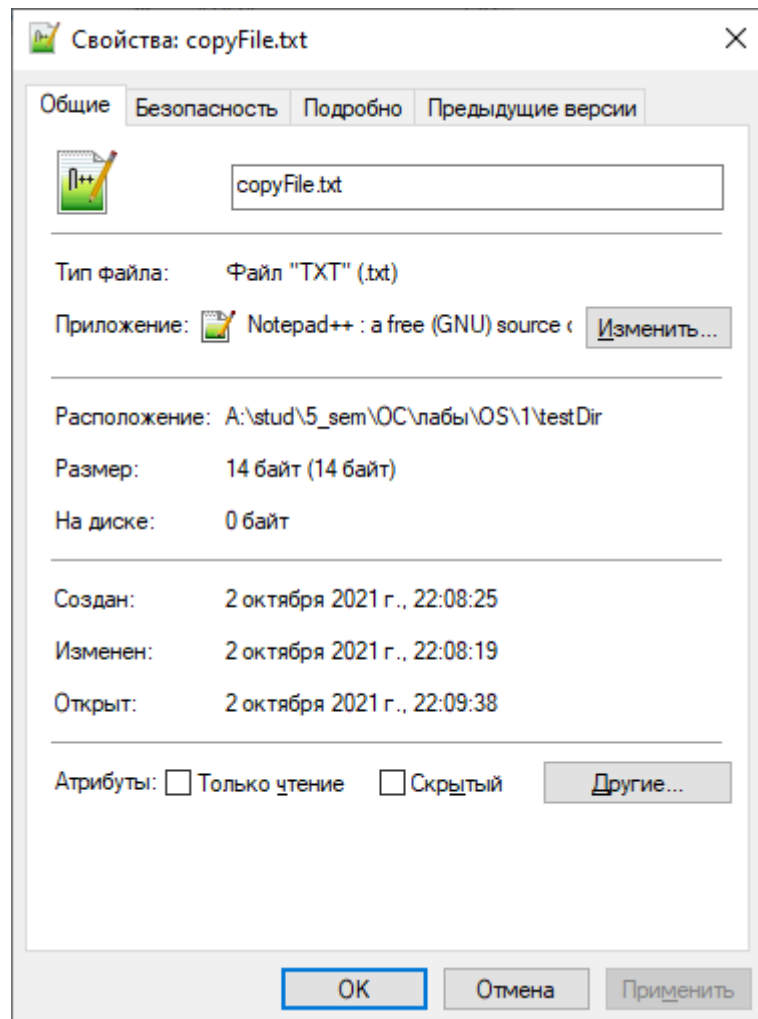 Свойства: copyFile.txt
Общие Безопасность Подробно Предыдущие версии
copyFile.txt
Тип файла: Файл "TXT" (.txt)
Приложение: Notepad++ : a free (GNU) source c Изменить...
Расположение: A:\stud\5_sem\ОС\лабы\OS\1\testDir
Размер: 14 байт (14 байт)
На диске: 0 байт
Создан: 2 октября 2021 г., 22:08:25
Изменен: 2 октября 2021 г., 22:08:19
Открыт: 2 октября 2021 г., 22:09:38
Атрибуты: Только чтение Скрытый Другие...
ОК Отмена Применить